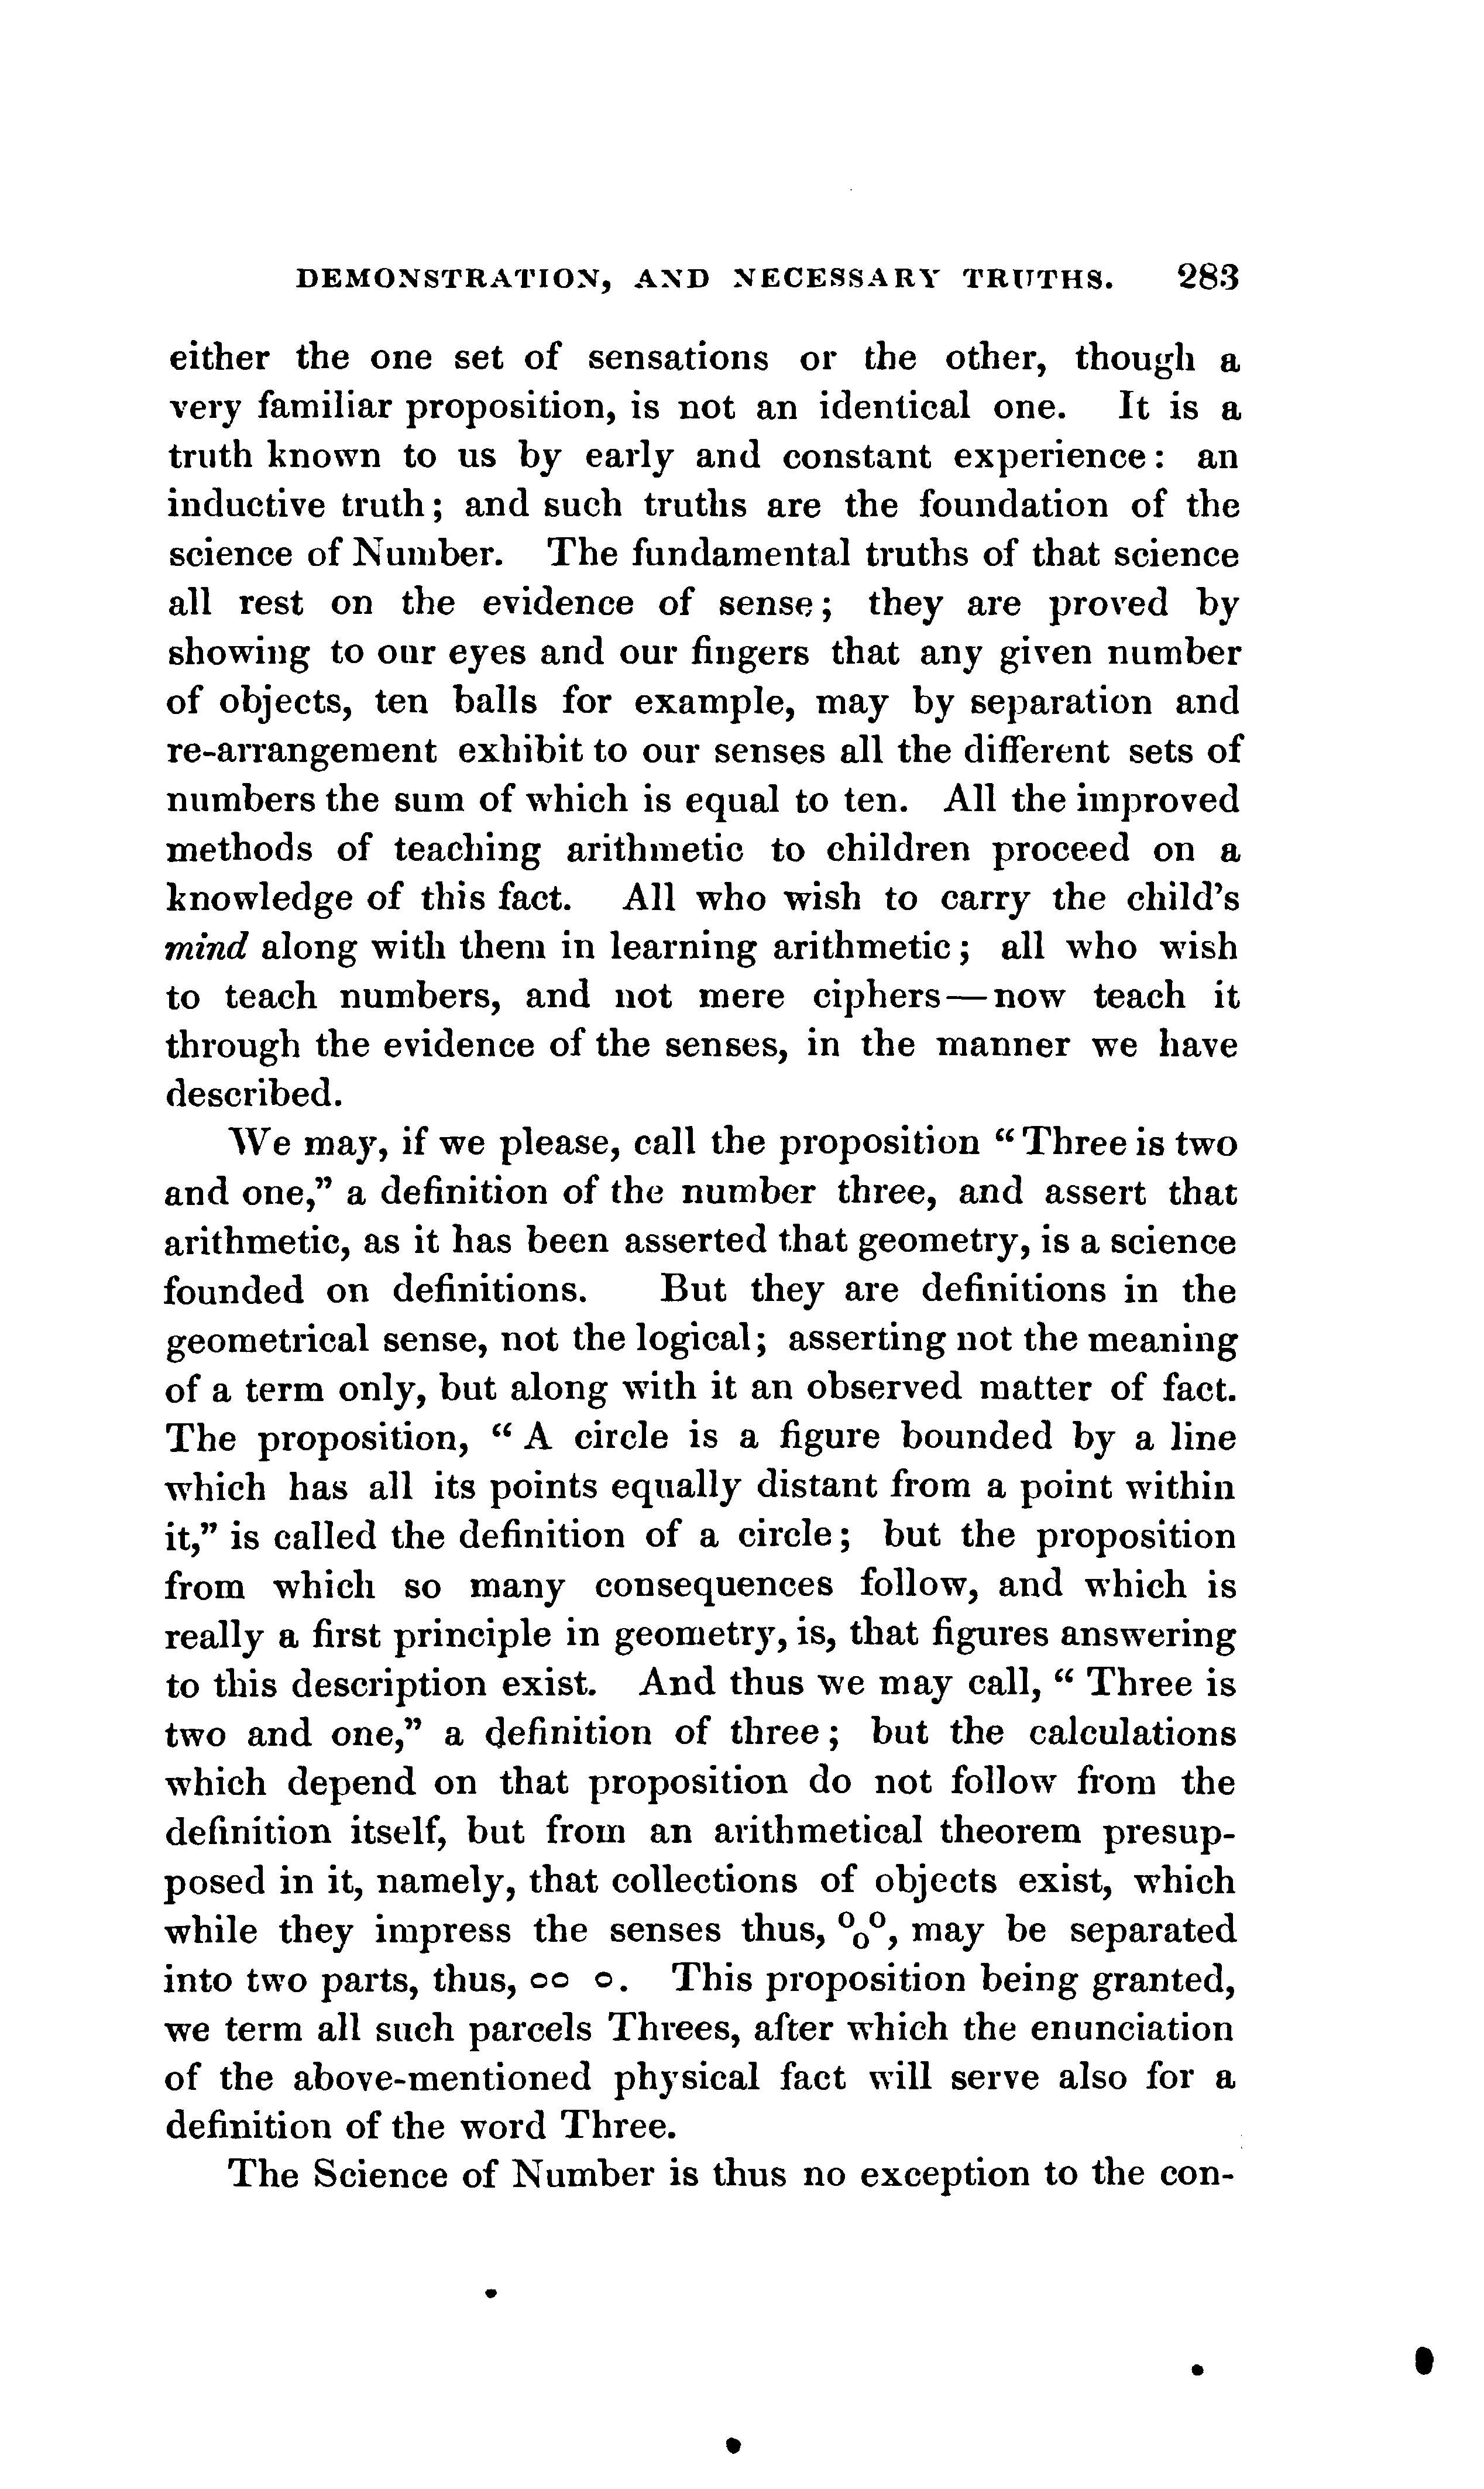 DEMONSTRATION, AND NECESSARY TRUTHS. 283
either the one set of sensations or the other, though a
very familiar proposition, is not an identical one. It is a
truth known to us by early and constant experience: an
inductive truth; and such truths are the foundation of the
science of Number. The fundamental truths of that science
all rest on the evidence of sense; they are proved by
showing to our eyes and our fingers that any given number
of objects, ten balls for example, may by separation and
re-arrangement exhibit to our senses all the different sets of
numbers the sum of which is equal to ten. All the improved
methods of teaching arithmetic to children proceed on a
knowledge of this fact. All who wish to carry the child's
mind along with them in learning arithmetic; all who wish
to teach numbers, and not mere ciphers—now teach it
through the evidence of the senses, in the manner we have
described.
We may, if we please, call the proposition “Three is two
and one,” a definition of the number three, and assert that
arithmetic, as it has been asserted that geometry, is a science
founded on definitions. But they are definitions in the
geometrical sense, not the logical; asserting not the meaning
of a term only, but along with it an observed matter of fact.
The proposition, “A circle is a figure bounded by a line
which has all its points equally distant from a point within
it,” is called the definition of a circle; but the proposition
from which so many consequences follow, and which is
really a first principle in geometry, is, that figures answering
to this description exist. And thus we may call, “Three is
two and one,” a definition of three; but the calculations
which depend on that proposition do not follow from the
definition itself, but from an arithmetical theorem presup-
posed in it, namely, that collections of objects exist, which
while they impress the senses thus, ⁰₀⁰, may be separated
into two parts, thus, oo o. This proposition being granted,
we term all such parcels Threes, after which the enunciation
of the above-mentioned physical fact will serve also for a
definition of the word Three.
The Science of Number is thus no exception to the con-